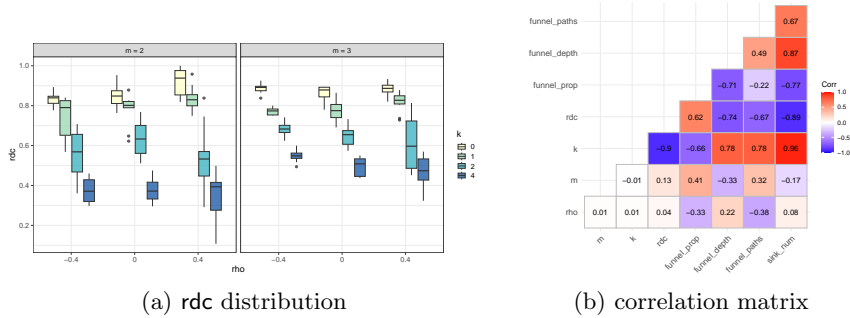 m = 2
m = 3
rdc
1.0
0.8
0.6
0.4
0.2
−0.4
0
0.4
−0.4
0
0.4
rho
k
0
1
2
4
(a) rdc distribution
funnel_paths
0.67
funnel_depth
0.49
0.87
funnel_prop
−0.71
−0.22
−0.77
rdc
0.62
−0.74
−0.67
−0.89
k
−0.9
−0.66
0.78
0.78
0.96
m
−0.01
0.13
0.41
−0.33
0.32
−0.17
rho
0.01
0.01
0.04
−0.33
0.22
−0.38
0.08
m
k
rdc
funnel_prop
funnel_depth
funnel_paths
sink_num
Corr
1.0
0.5
0.0
−0.5
−1.0
(b) correlation matrix